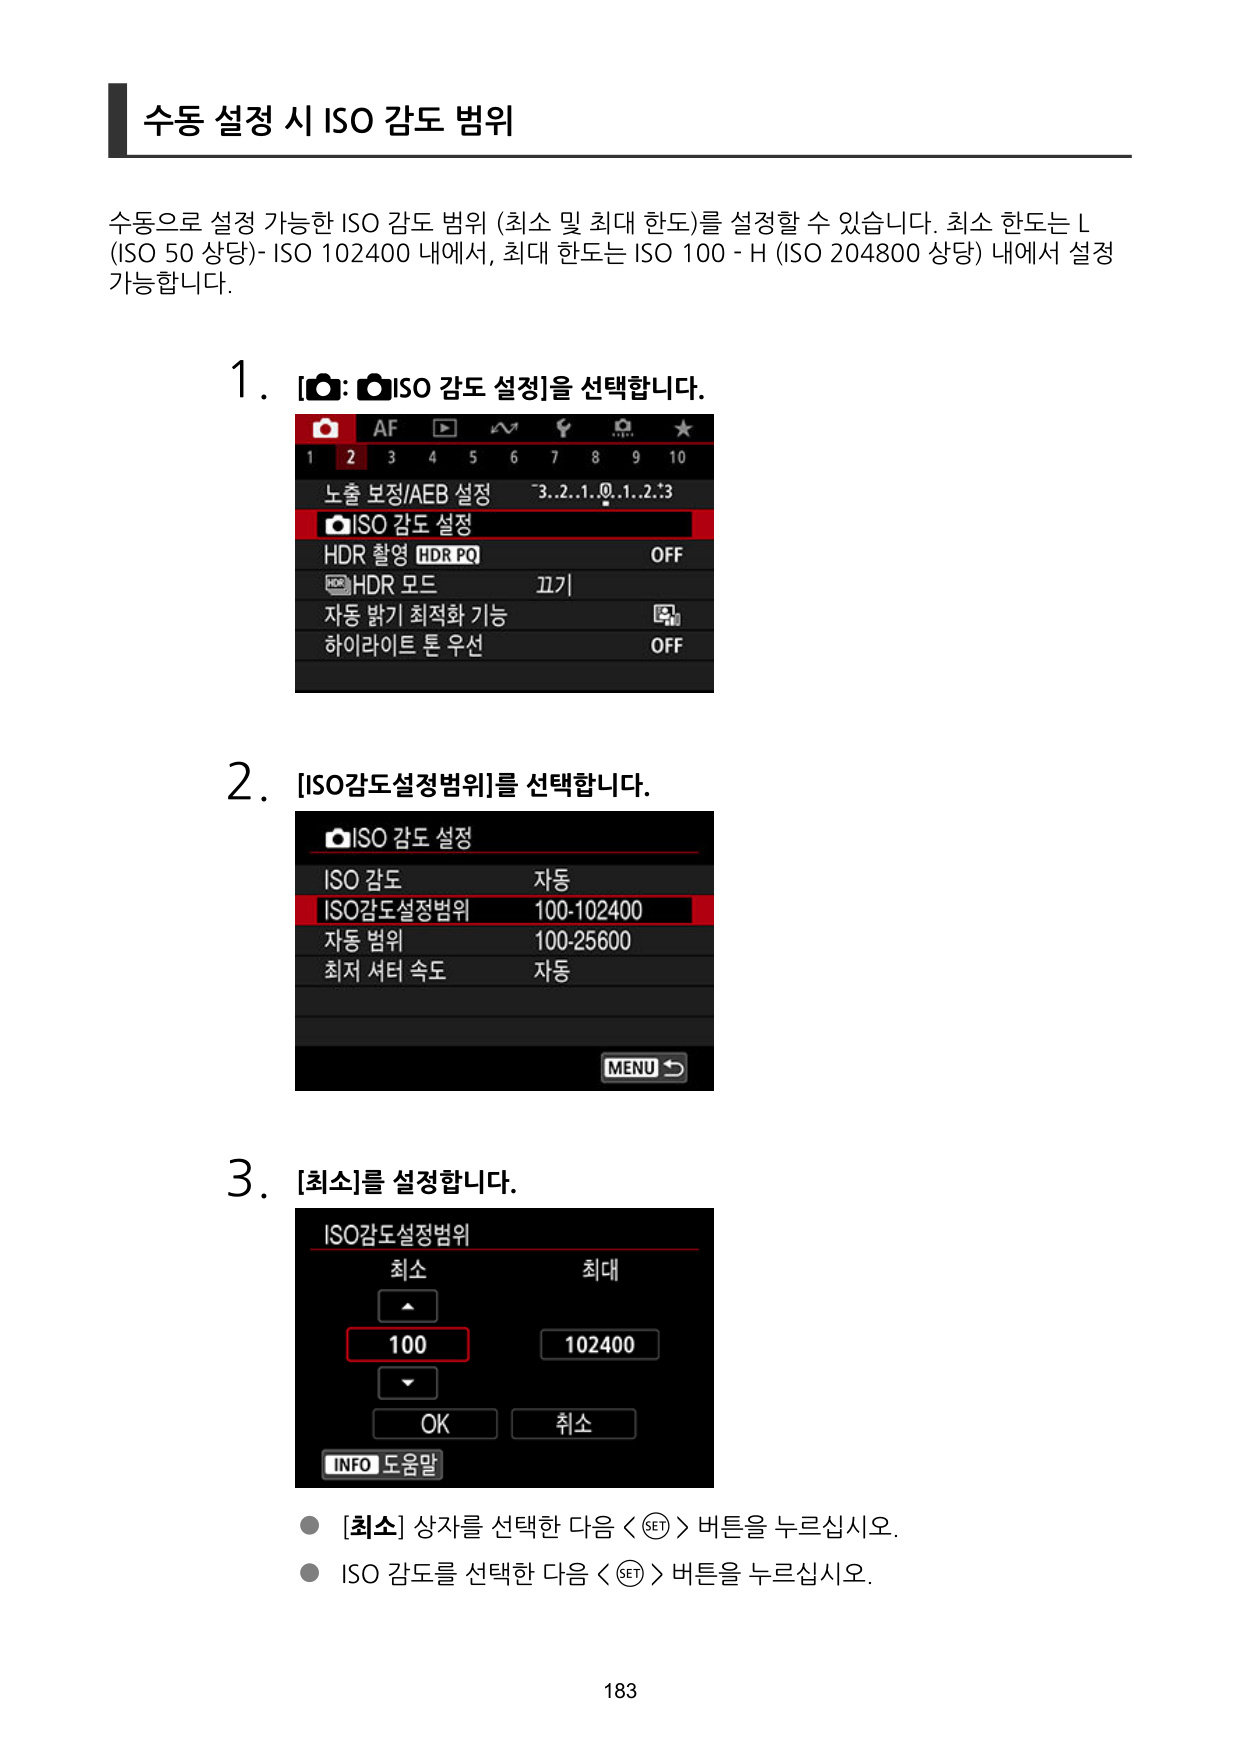 수동 설정 시 ISO 감도 범위
수동으로 설정 가능한 ISO 감도 범위 (최소 및 최대 한도)를 설정할 수 있습니다. 최소 한도는 L
(ISO 50 상당)- ISO 102400 내에서, 최대 한도는 ISO 100 - H (ISO 204800 상당) 내에서 설정
가능합니다.
1. [: ISO 감도 설정]을 선택합니다.
AF
1 2 3 4 5 6 7 8 9 10
노출 보정/AEB 설정 -3..2..1..0..1..2.+3
ISO 감도 설정
HDR 촬영 HDR PQ OFF
HDR HDR 모드 끄기
자동 밝기 최적화 기능
하이라이트 톤 우선 OFF
2. [ISO감도설정범위]를 선택합니다.
ISO 감도 설정
ISO 감도 자동
ISO감도설정범위 100-102400
자동 범위 100-25600
최저 셔터 속도 자동
MENU
3. [최소]를 설정합니다.
ISO감도설정범위
최소 최대
100 102400
OK 취소
INFO 도움말
● [최소] 상자를 선택한 다음 < SET > 버튼을 누르십시오.
● ISO 감도를 선택한 다음 < SET > 버튼을 누르십시오.
183